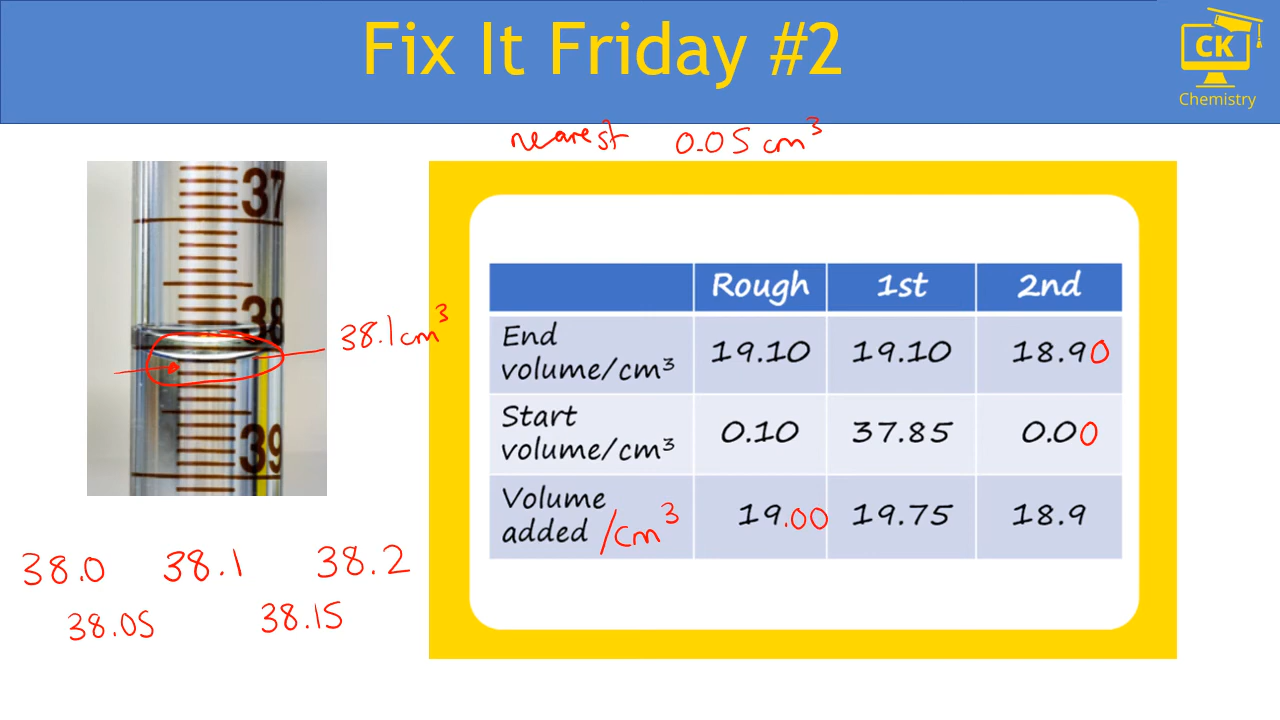 Fix It Friday #2
CK
Chemistry
nearest 0.05 cm³
37
38
39
38.1 cm³
38.0 38.1 38.2
38.05 38.15
Rough 1st 2nd
End volume/cm³ 19.10 19.10 18.90
Start volume/cm³ 0.10 37.85 0.00
Volume added /cm³ 19.00 19.75 18.9